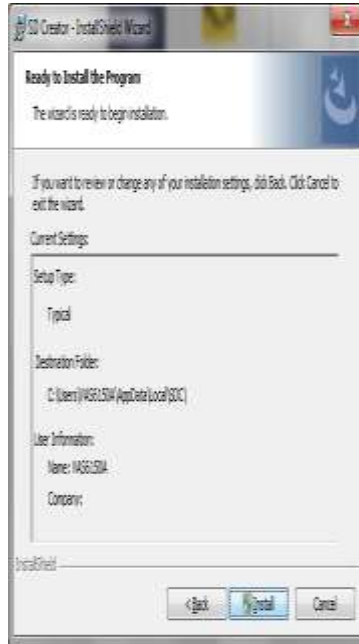 SD Creator - InstallShield Wizard
Ready to Install the Program
The wizard is ready to begin installation.
If you want to review or change any of your installation settings, click Back. Click Cancel to
exit the wizard.
Current Settings:
Setup Type:
Typical
Destination Folder:
User Information:
Name:
Company:
InstallShield
< Back
Install
Cancel